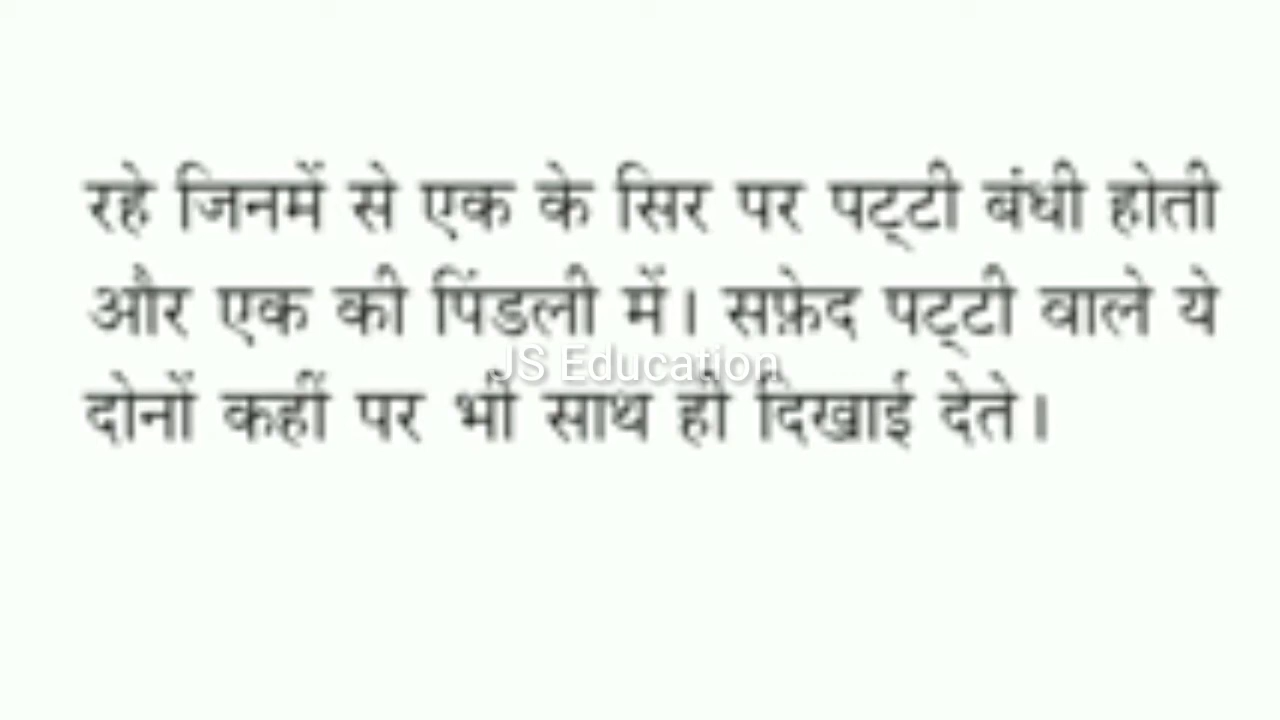 रहे जिनमें से एक के सिर पर पट्टी बंधी होती
और एक की पिंडली में। सफ़ेद पट्टी वाले ये
JS Education
दोनों कहीं पर भी साथ ही दिखाई देते।